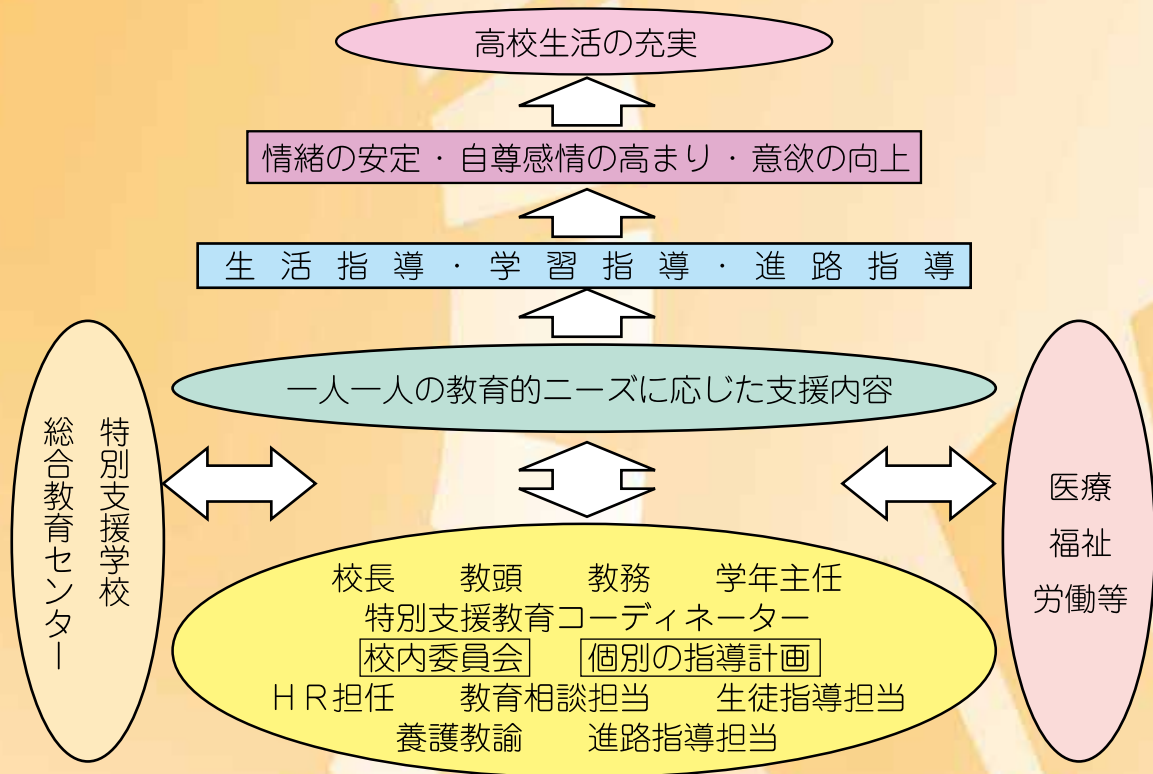 高校生活の充実
情緒の安定・自尊感情の高まり・意欲の向上
生活指導・学習指導・進路指導
一人一人の教育的ニーズに応じた支援内容
特別支援学校
総合教育センター
医療
福祉
労働等
校長 教頭 教務 学年主任
特別支援教育コーディネーター
校内委員会 個別の指導計画
HR担任 教育相談担当 生徒指導担当
養護教諭 進路指導担当